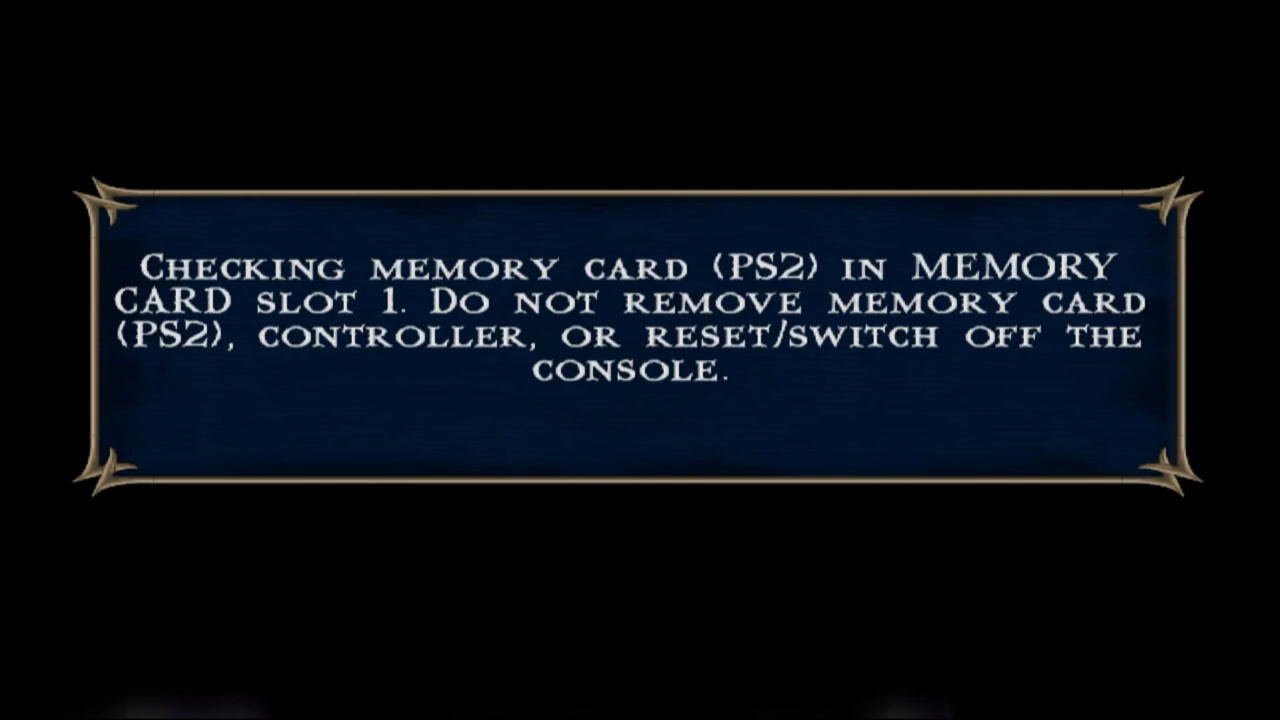 Checking memory card (PS2) in MEMORY
CARD slot 1. Do not remove memory card
(PS2), controller, or reset/switch off the
console.